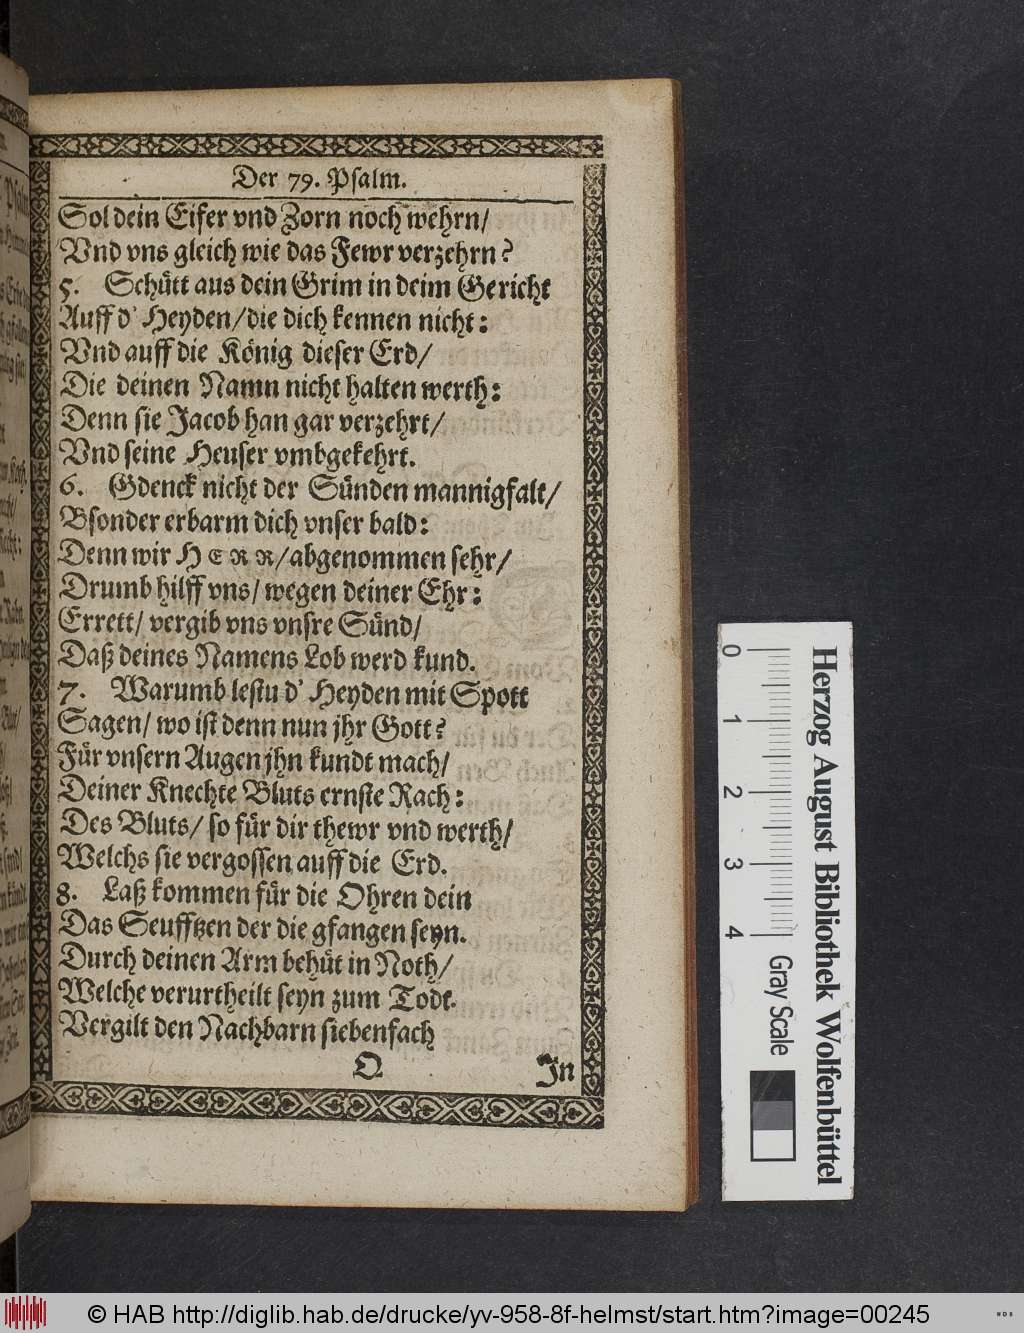 Der 79. Psalm.
Sol dein Eifer vnd Zorn noch wehrn/
Vnd vns gleich wie das Fewr verzehrn?
5. Schütt aus dein Grim in deim Gericht
Auff d' Heyden/die dich kennen nicht:
Vnd auff die König dieser Erd/
Die deinen Namn nicht halten werth:
Denn sie Jacob han gar verzehrt/
Vnd seine Heuser vmbgekehrt.
6. Gdenck nicht der Sünden mannigfalt/
Bsonder erbarm dich vnser bald:
Denn wir HERR/abgenommen sehr/
Drumb hilff vns/ wegen deiner Ehr:
Errett/ vergib vns vnsre Sünd/
Daß deines Namens Lob werd kund.
7. Warumb lestu d' Heyden mit Spott
Sagen/ wo ist denn nun jhr Gott?
Für vnsern Augen jhn kundt mach/
Deiner Knechte Bluts ernste Rach:
Des Bluts/ so für dir thewr vnd werth/
Welchs sie vergossen auff die Erd.
8. Laß kommen für die Ohren dein
Das Seufftzen der die gfangen seyn.
Durch deinen Arm behüt in Noth/
Welche verurtheilt seyn zum Todt.
Vergilt den Nachbarn siebenfach
O
In
0 1 2 3 4
Gray Scale
Herzog August Bibliothek Wolfenbüttel
© HAB http://diglib.hab.de/drucke/yv-958-8f-helmst/start.htm?image=00245